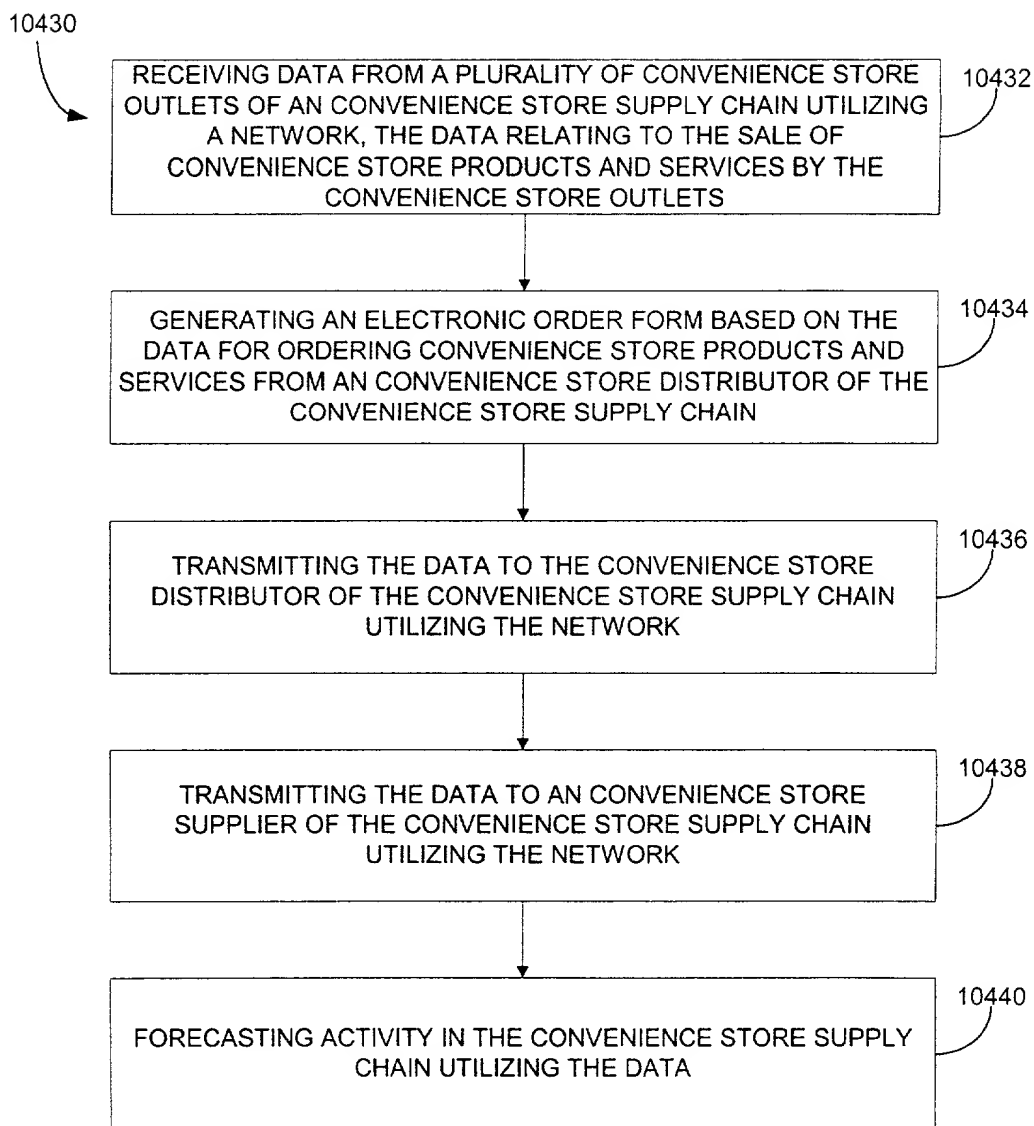 10430
RECEIVING DATA FROM A PLURALITY OF CONVENIENCE STORE
OUTLETS OF AN CONVENIENCE STORE SUPPLY CHAIN UTILIZING
A NETWORK, THE DATA RELATING TO THE SALE OF
CONVENIENCE STORE PRODUCTS AND SERVICES BY THE
CONVENIENCE STORE OUTLETS
10432
GENERATING AN ELECTRONIC ORDER FORM BASED ON THE
DATA FOR ORDERING CONVENIENCE STORE PRODUCTS AND
SERVICES FROM AN CONVENIENCE STORE DISTRIBUTOR OF THE
CONVENIENCE STORE SUPPLY CHAIN
10434
TRANSMITTING THE DATA TO THE CONVENIENCE STORE
DISTRIBUTOR OF THE CONVENIENCE STORE SUPPLY CHAIN
UTILIZING THE NETWORK
10436
TRANSMITTING THE DATA TO AN CONVENIENCE STORE
SUPPLIER OF THE CONVENIENCE STORE SUPPLY CHAIN
UTILIZING THE NETWORK
10438
FORECASTING ACTIVITY IN THE CONVENIENCE STORE SUPPLY
CHAIN UTILIZING THE DATA
10440